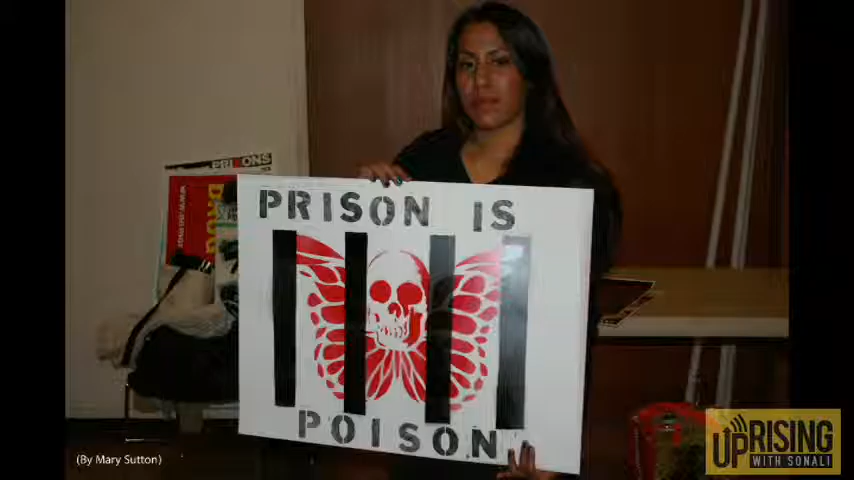 PRISONS
PRISON IS
POISON
(By Mary Sutton)
UPRISING
WITH SONALI